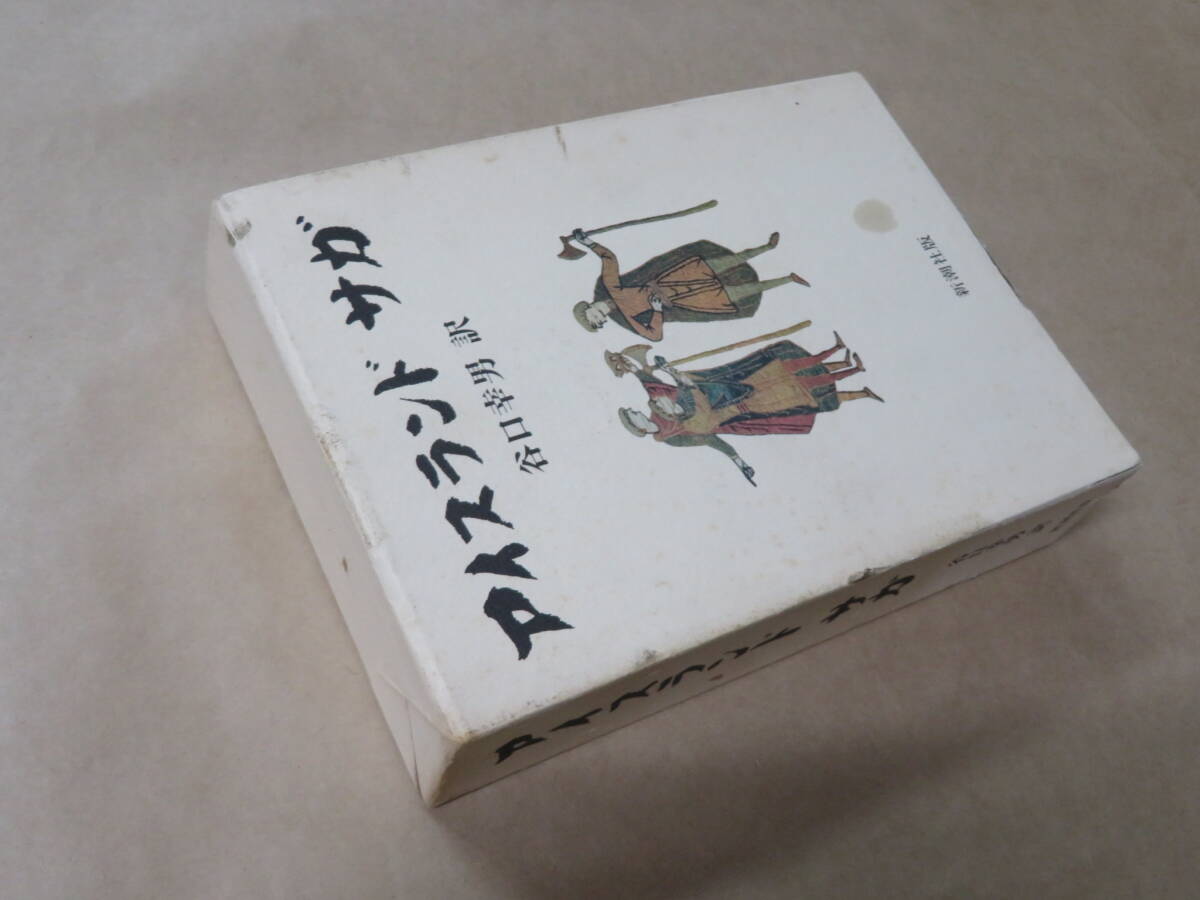 アイスランド サガ
谷口幸男 訳
新潮社版
アイスランド サガ